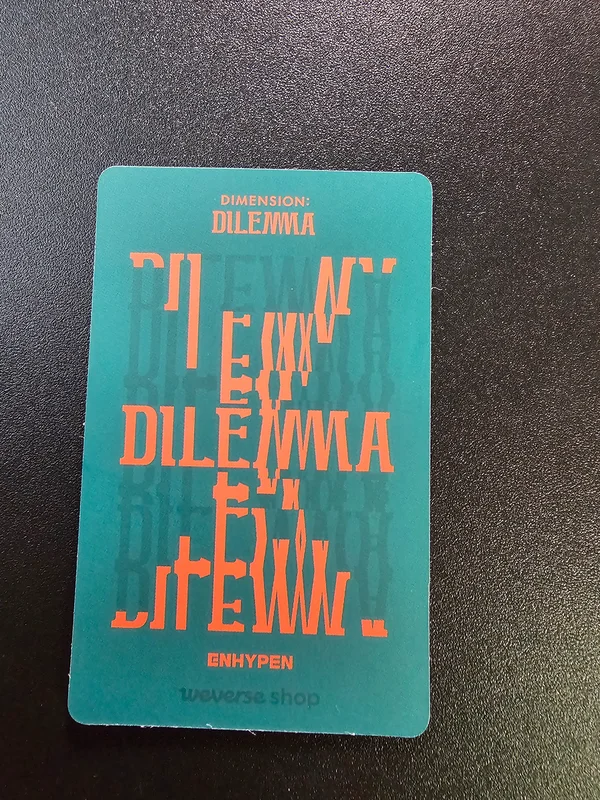 DIMENSION:
DILEMMA
DILEMMA
ENHYPEN
weverse shop